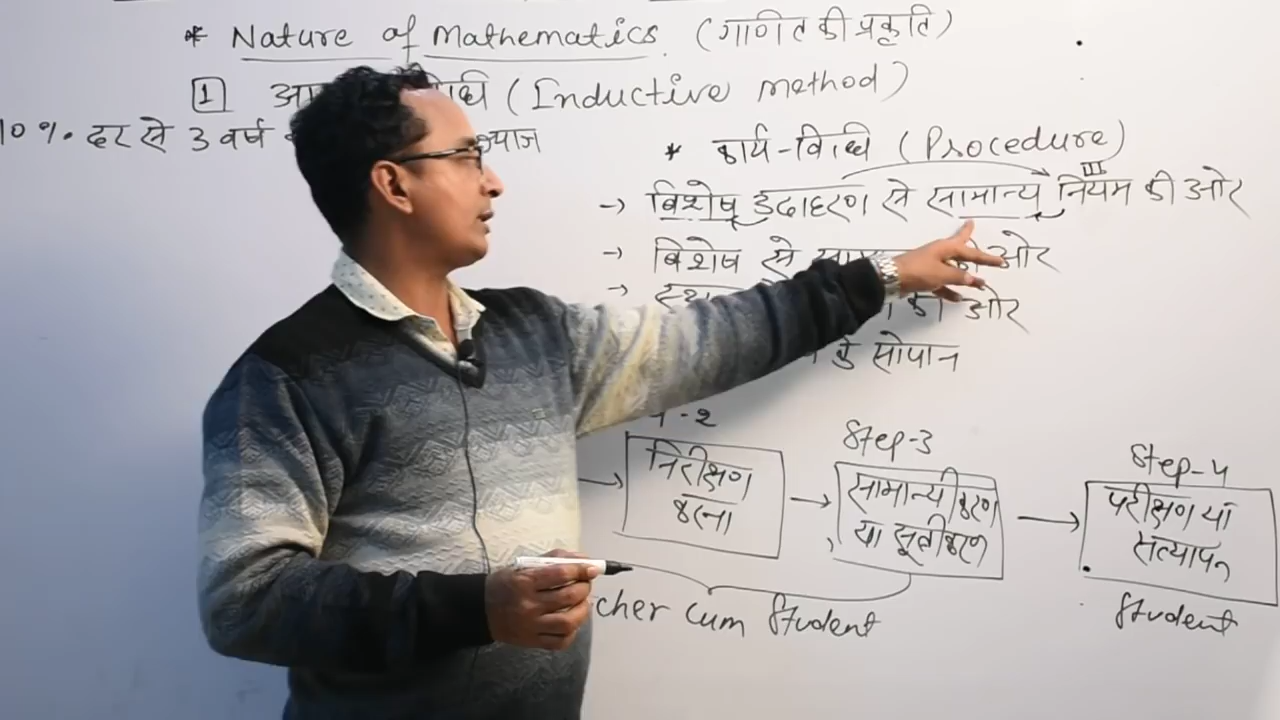 * Nature of Mathematics (गणित की प्रकृति)
1 (Inductive method)
10 % दर से 3 वर्ष
* कार्य-विधि (Procedure)
→ विशेष उदाहरण से सामान्य नियम की ओर
III
→ विशेष से की ओर
→ की ओर
के सोपान
Step-3
Step-4
निरीक्षण
करना
सामान्यीकरण
या सूत्रीकरण
परीक्षण या
सत्यापन
cum Student
Student